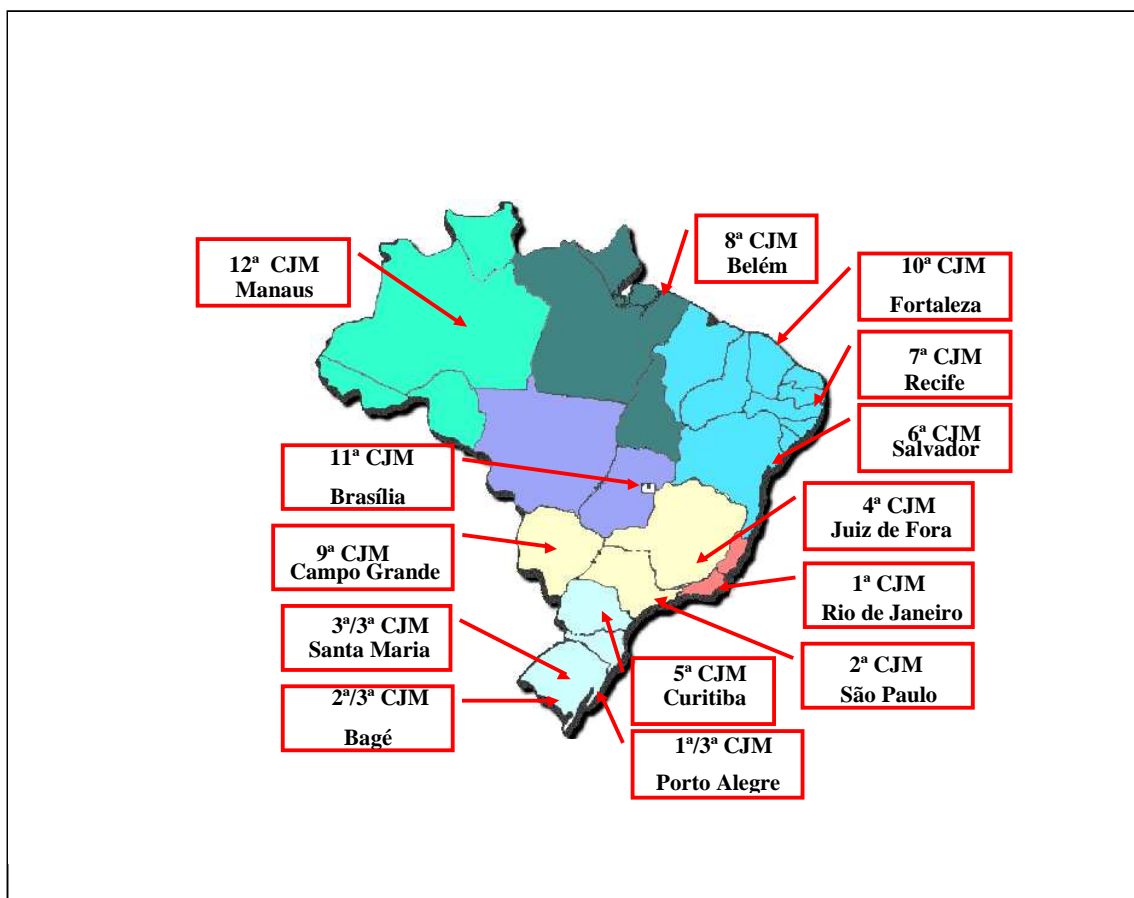 8ª CJM
Belém
12ª CJM
Manaus
10ª CJM
Fortaleza
7ª CJM
Recife
6ª CJM
Salvador
11ª CJM
Brasília
4ª CJM
Juiz de Fora
9ª CJM
Campo Grande
1ª CJM
Rio de Janeiro
3ª/3ª CJM
Santa Maria
2ª CJM
São Paulo
5ª CJM
Curitiba
2ª/3ª CJM
Bagé
1ª/3ª CJM
Porto Alegre